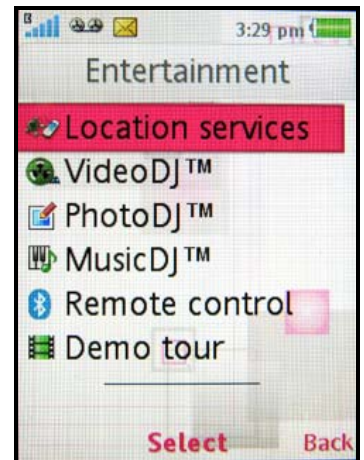 3:29 pm
Entertainment
Location services
VideoDJ™
PhotoDJ™
MusicDJ™
Remote control
Demo tour
Select Back